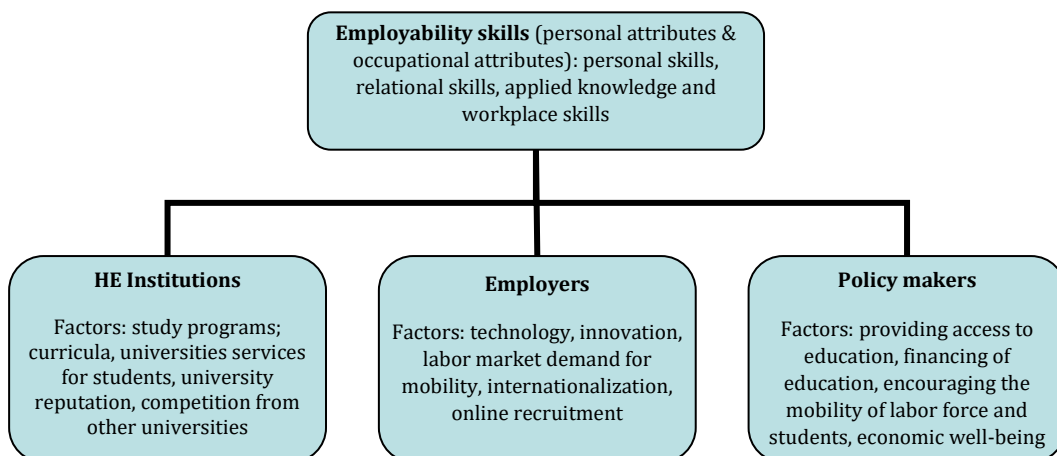 Employability skills (personal attributes &
occupational attributes): personal skills,
relational skills, applied knowledge and
workplace skills
HE Institutions
Factors: study programs;
curricula, universities services
for students, university
reputation, competition from
other universities
Employers
Factors: technology, innovation,
labor market demand for
mobility, internationalization,
online recruitment
Policy makers
Factors: providing access to
education, financing of
education, encouraging the
mobility of labor force and
students, economic well-being